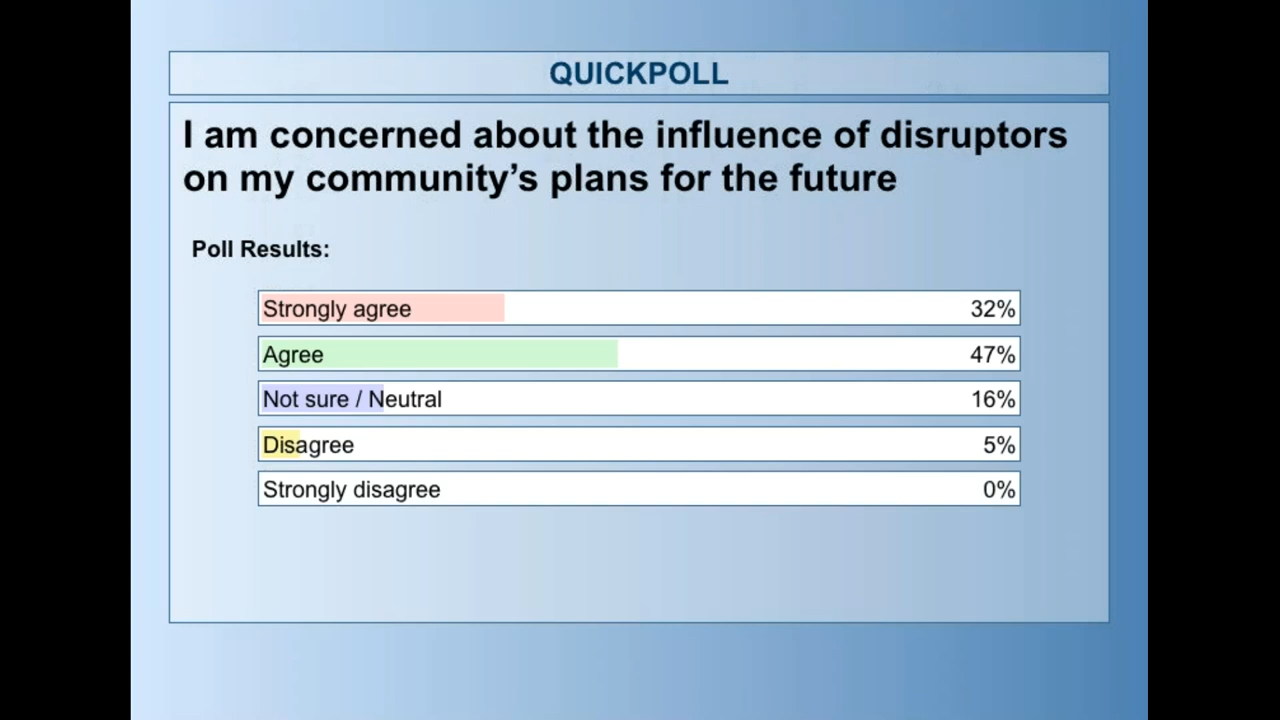 QUICKPOLL
I am concerned about the influence of disruptors
on my community’s plans for the future
Poll Results:
Strongly agree 32%
Agree 47%
Not sure / Neutral 16%
Disagree 5%
Strongly disagree 0%